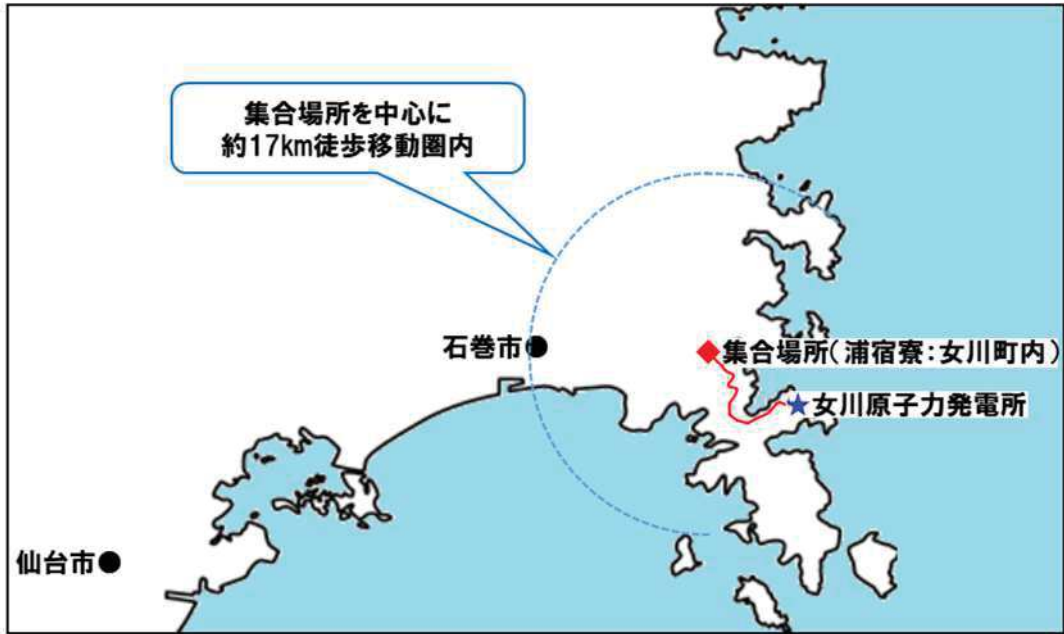 集合場所を中心に
約17km徒歩移動圏内
石巻市
集合場所(浦宿寮:女川町内)
女川原子力発電所
仙台市